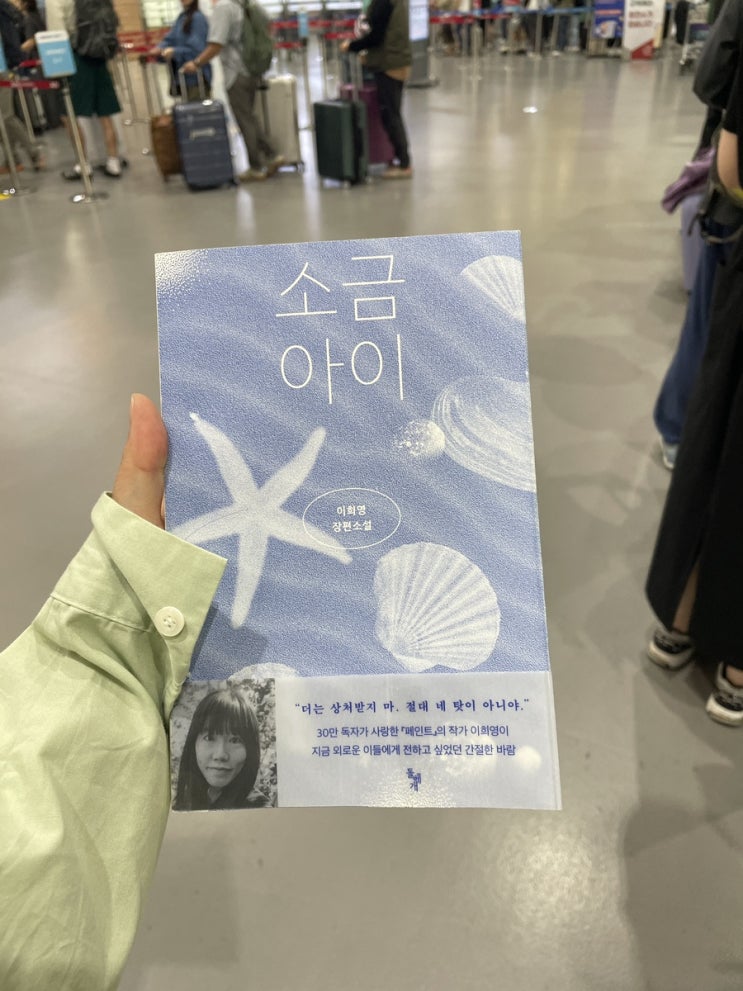 소금
아이
이희영
장편소설
“더는 상처받지 마. 절대 네 탓이 아니야.”
30만 독자가 사랑한 『페인트』의 작가 이희영이
지금 외로운 이들에게 전하고 싶었던 간절한 바람
돌베개